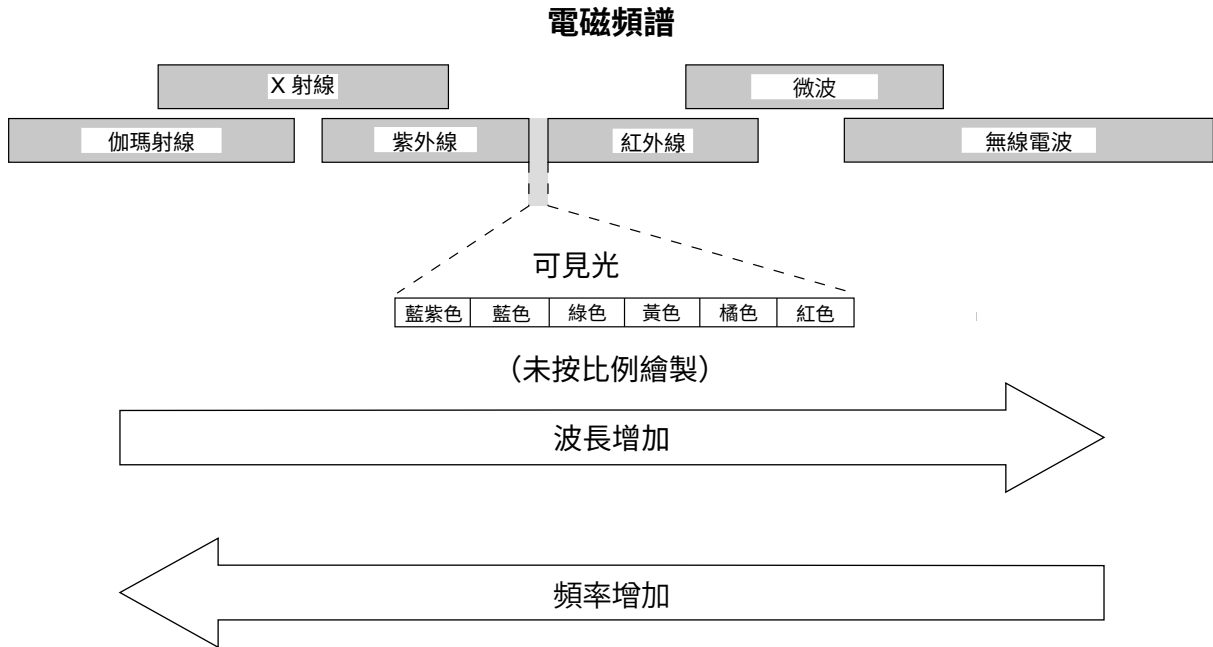 電磁頻譜
X 射線
微波
伽瑪射線
紫外線
紅外線
無線電波
可見光
藍紫色
藍色
綠色
黃色
橘色
紅色
（未按比例繪製）
波長增加
頻率增加